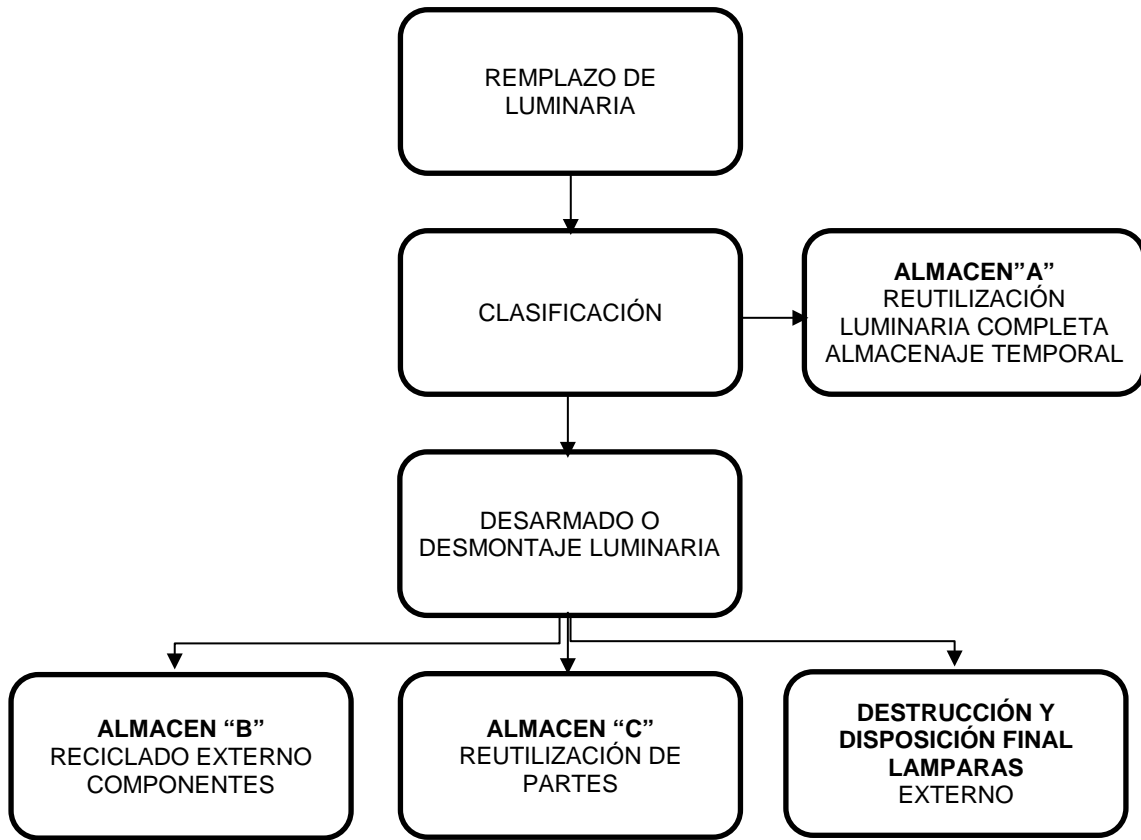 REMPLAZO DE
LUMINARIA
CLASIFICACIÓN
ALMACEN”A”
REUTILIZACIÓN
LUMINARIA COMPLETA
ALMACENAJE TEMPORAL
DESARMADO O
DESMONTAJE LUMINARIA
ALMACEN “B”
RECICLADO EXTERNO
COMPONENTES
ALMACEN “C”
REUTILIZACIÓN DE
PARTES
DESTRUCCIÓN Y
DISPOSICIÓN FINAL
LAMPARAS
EXTERNO